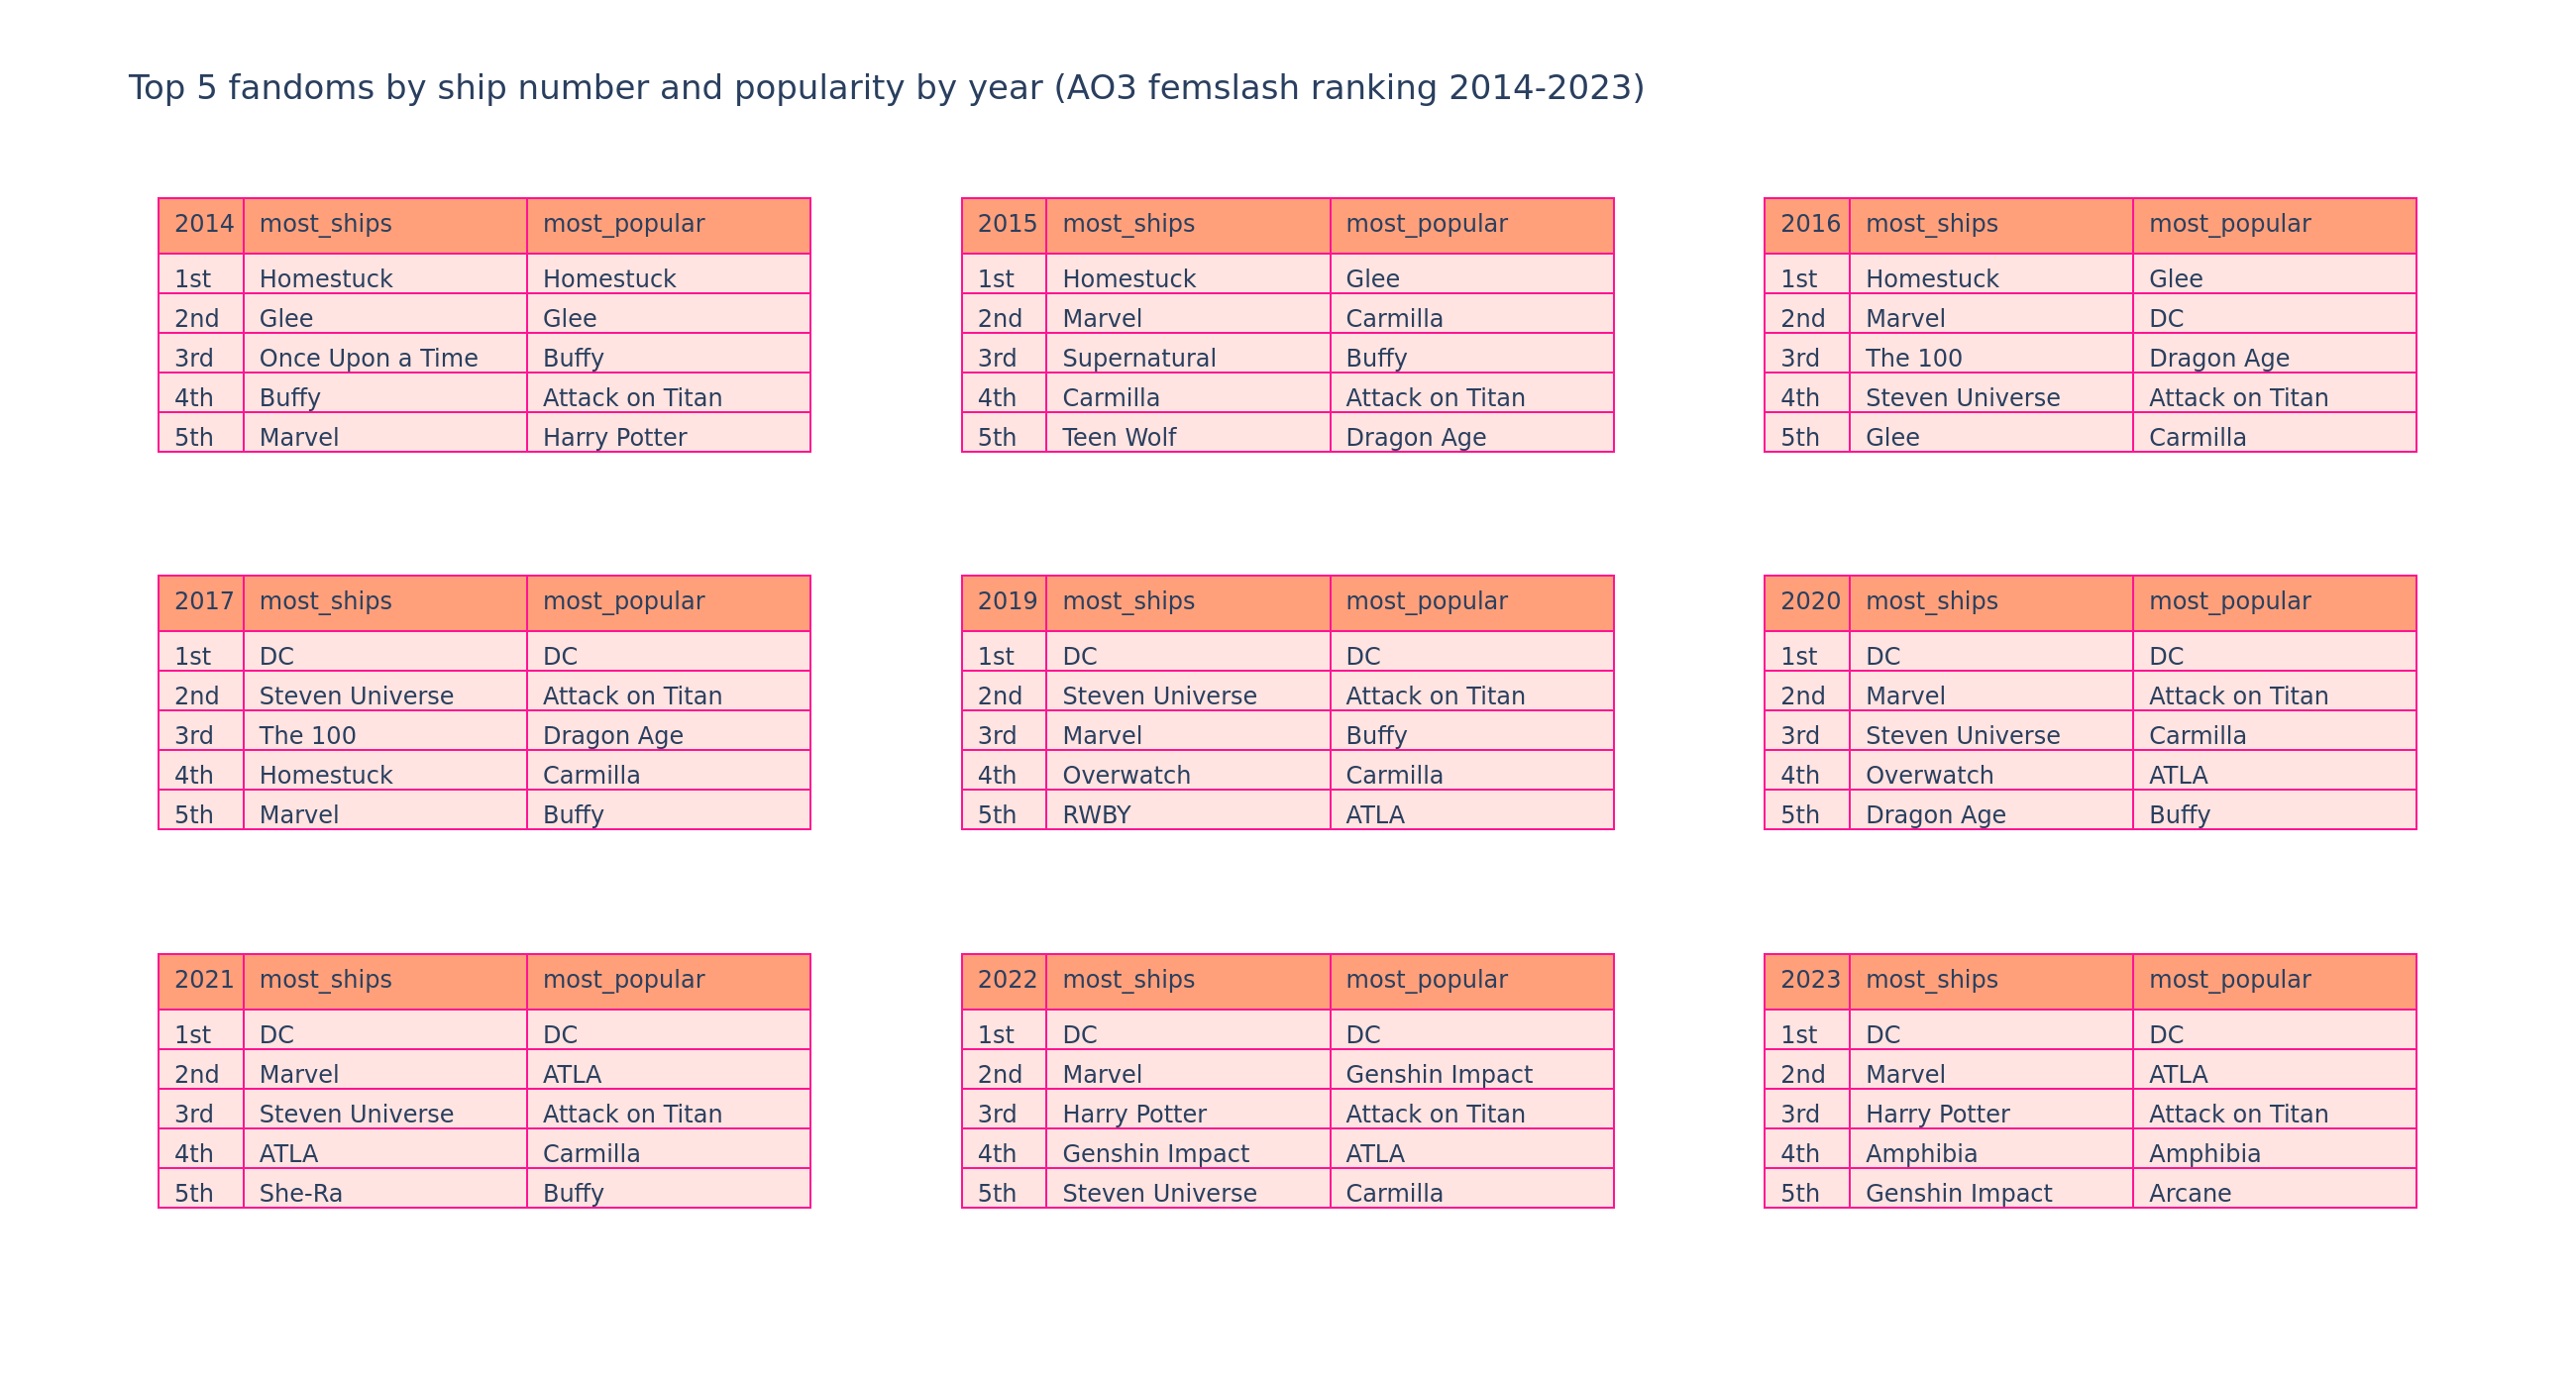 Top 5 fandoms by ship number and popularity by year (AO3 femslash ranking 2014-2023)
2014 most_ships most_popular
1st Homestuck Homestuck
2nd Glee Glee
3rd Once Upon a Time Buffy
4th Buffy Attack on Titan
5th Marvel Harry Potter
2015 most_ships most_popular
1st Homestuck Glee
2nd Marvel Carmilla
3rd Supernatural Buffy
4th Carmilla Attack on Titan
5th Teen Wolf Dragon Age
2016 most_ships most_popular
1st Homestuck Glee
2nd Marvel DC
3rd The 100 Dragon Age
4th Steven Universe Attack on Titan
5th Glee Carmilla
2017 most_ships most_popular
1st DC DC
2nd Steven Universe Attack on Titan
3rd The 100 Dragon Age
4th Homestuck Carmilla
5th Marvel Buffy
2019 most_ships most_popular
1st DC DC
2nd Steven Universe Attack on Titan
3rd Marvel Buffy
4th Overwatch Carmilla
5th RWBY ATLA
2020 most_ships most_popular
1st DC DC
2nd Marvel Attack on Titan
3rd Steven Universe Carmilla
4th Overwatch ATLA
5th Dragon Age Buffy
2021 most_ships most_popular
1st DC DC
2nd Marvel ATLA
3rd Steven Universe Attack on Titan
4th ATLA Carmilla
5th She-Ra Buffy
2022 most_ships most_popular
1st DC DC
2nd Marvel Genshin Impact
3rd Harry Potter Attack on Titan
4th Genshin Impact ATLA
5th Steven Universe Carmilla
2023 most_ships most_popular
1st DC DC
2nd Marvel ATLA
3rd Harry Potter Attack on Titan
4th Amphibia Amphibia
5th Genshin Impact Arcane